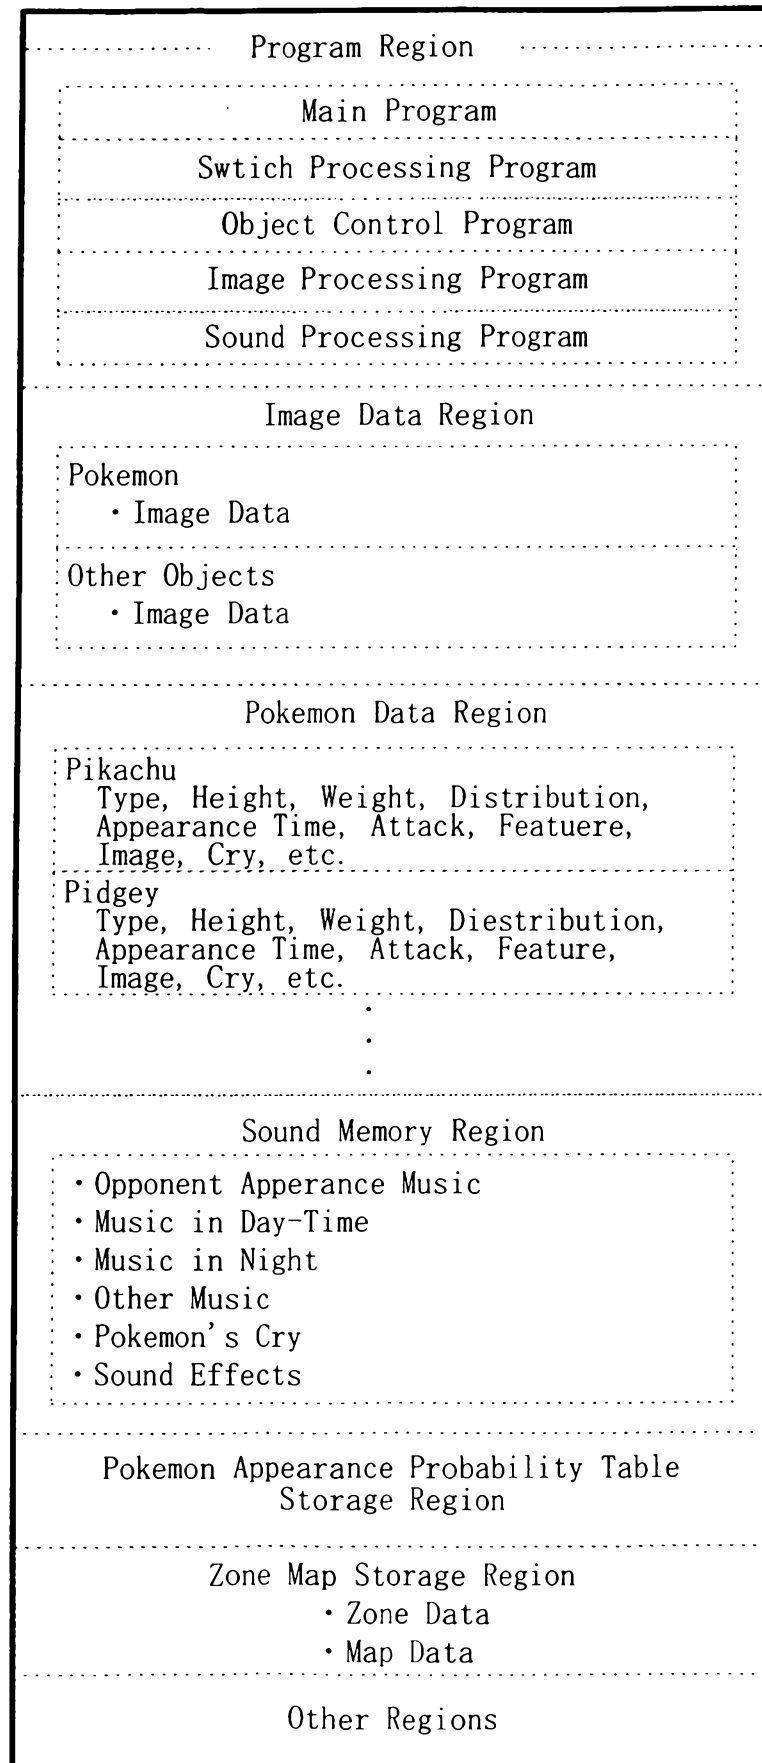 Program Region
Main Program
Swtich Processing Program
Object Control Program
Image Processing Program
Sound Processing Program
Image Data Region
Pokemon
・Image Data
Other Objects
・Image Data
Pokemon Data Region
Pikachu
Type, Height, Weight, Distribution,
Appearance Time, Attack, Featuere,
Image, Cry, etc.
Pidgey
Type, Height, Weight, Diestribution,
Appearance Time, Attack, Feature,
Image, Cry, etc.
Sound Memory Region
・Opponent Apperance Music
・Music in Day-Time
・Music in Night
・Other Music
・Pokemon's Cry
・Sound Effects
Pokemon Appearance Probability Table
Storage Region
Zone Map Storage Region
・Zone Data
・Map Data
Other Regions